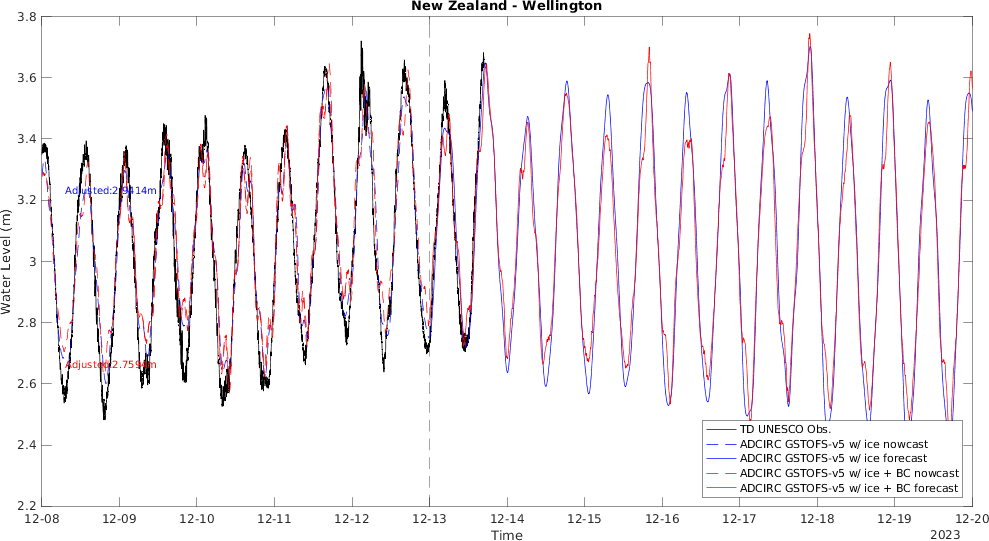 New Zealand - Wellington
Water Level (m)
3.8
3.6
3.4
3.2
3
2.8
2.6
2.4
2.2
Adjusted:2.9414m
TD UNESCO Obs.
ADCIRC GSTOFS-v5 w/ ice nowcast
ADCIRC GSTOFS-v5 w/ ice forecast
ADCIRC GSTOFS-v5 w/ ice + BC nowcast
ADCIRC GSTOFS-v5 w/ ice + BC forecast
12-08 12-09 12-10 12-11 12-12 12-13 12-14 12-15 12-16 12-17 12-18 12-19 12-20
Time
2023